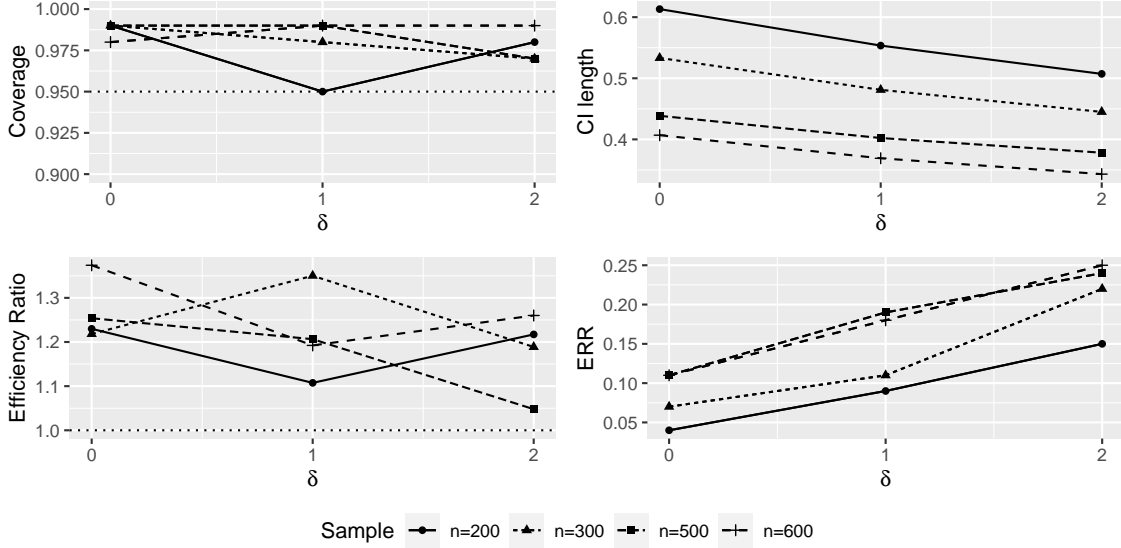 Coverage
1.000
0.975
0.950
0.925
0.900
0 1 2
δ
CI length
0.6
0.5
0.4
0 1 2
δ
Efficiency Ratio
1.3
1.2
1.1
1.0
0 1 2
δ
ERR
0.25
0.20
0.15
0.10
0.05
0 1 2
δ
Sample n=200 n=300 n=500 n=600